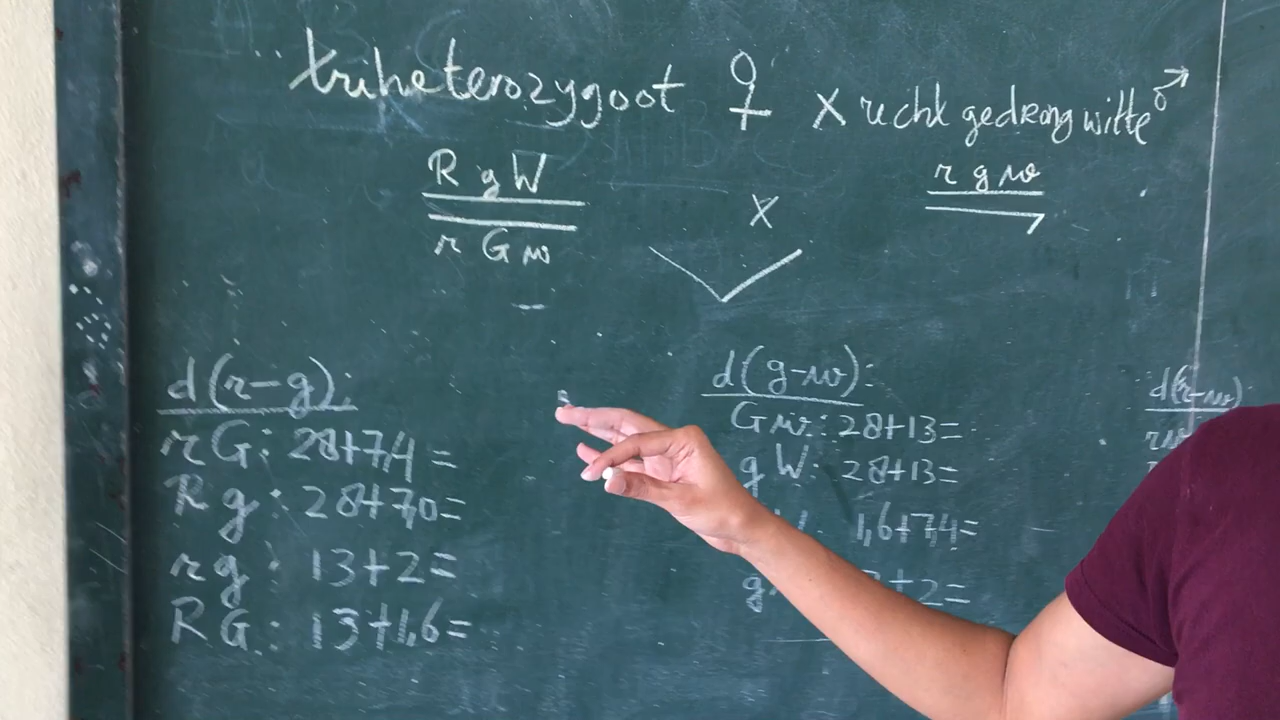 triheterozygoot ♀ x recht gedrong witte ♂
R g W
r g w
x
r G w
d(r-g):
rG: 28+7,4 =
Rg: 28+7,0=
rg: 13+2=
RG: 13+1,6=
d(g-w):
Gw: 28+13=
gW: 28+13=
1,6+7,4=
g +2=
d(r-w)
rw